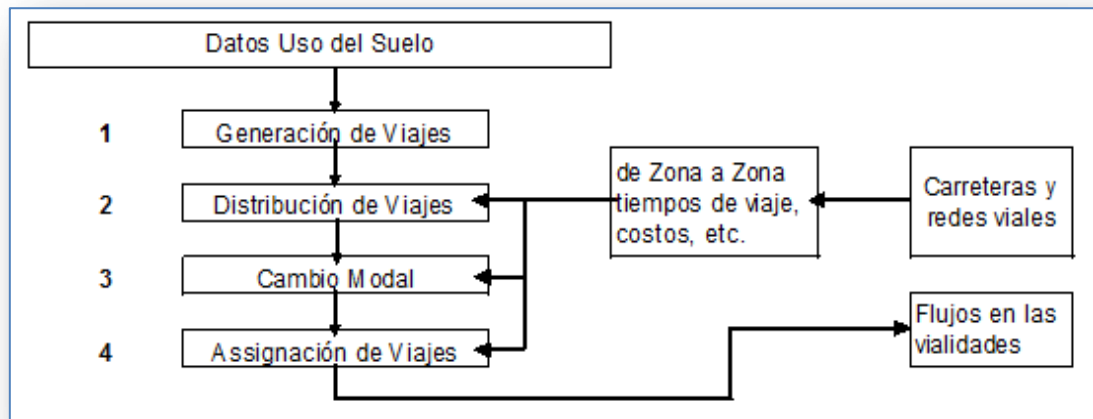 Datos Uso del Suelo
1
Generación de Viajes
2
Distribución de Viajes
3
Cambio Modal
4
Assignación de Viajes
de Zona a Zona
tiempos de viaje,
costos, etc.
Carreteras y
redes viales
Flujos en las
vialidades